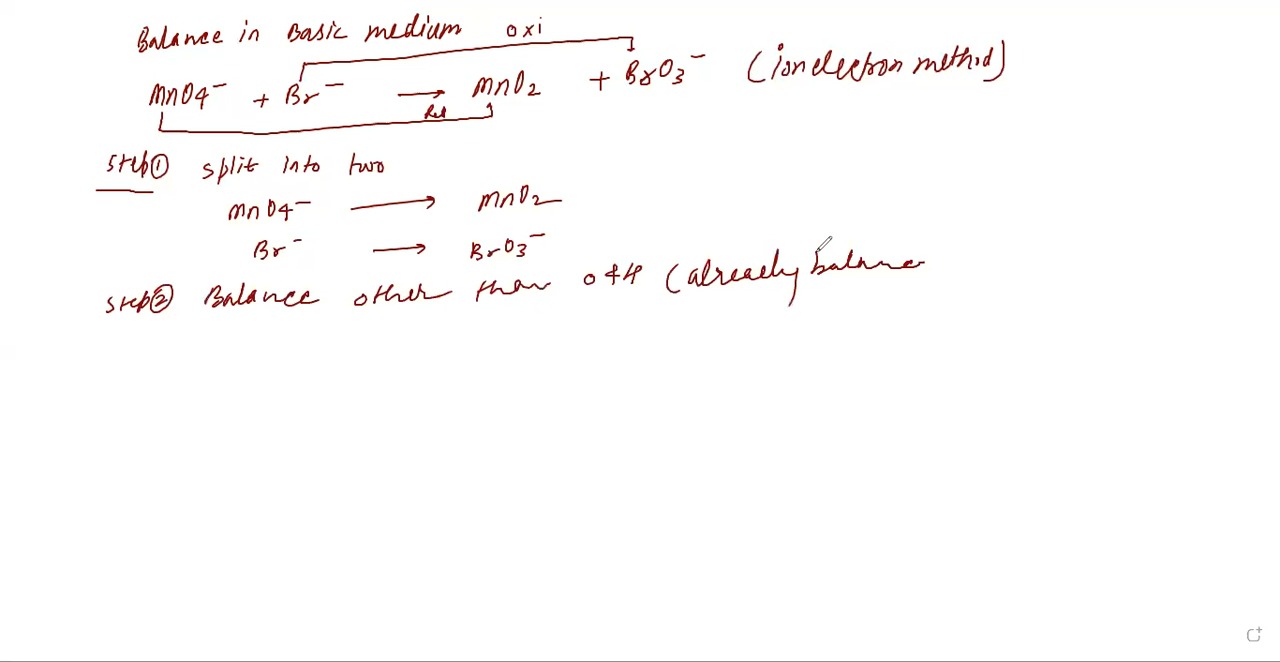 Balance in Basic medium oxi
MnO4⁻ + Br⁻ → MnO2 + BrO3⁻ (ion electron method)
Red
Step① split into two
MnO4⁻ → MnO2
Br⁻ → BrO3⁻
Step② Balance other than O & H (already balance